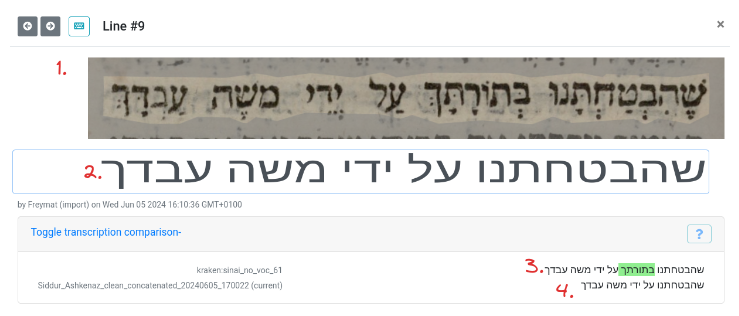 Line #9
×
1.
שֶׁהִבְטַחְתָּנוּ בְּתוֹרָתָךְ עַל יְדֵי מֹשֶׁה עַבְדָּךְ
2.
שהבטחתנו על ידי משה עבדך
by Freymat (import) on Wed Jun 05 2024 16:10:36 GMT+0100
Toggle transcription comparison-
?
kraken:sinai_no_voc_61
3.
שהבטחתנו בתורתך על ידי משה עבדך
Siddur_Ashkenaz_clean_concatenated_20240605_170022 (current)
4.
שהבטחתנו על ידי משה עבדך